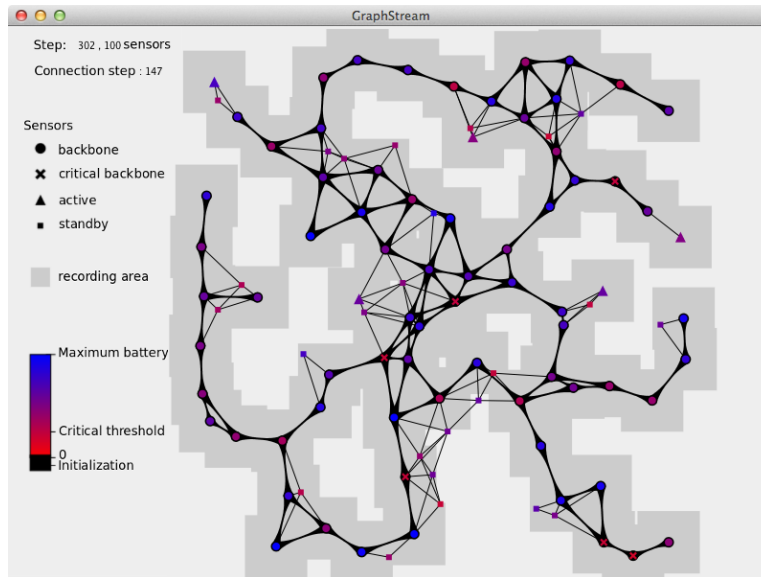 GraphStream
Step: 302 , 100 sensors
Connection step : 147
Sensors
backbone
critical backbone
active
standby
recording area
Maximum battery
Critical threshold
0
Initialization